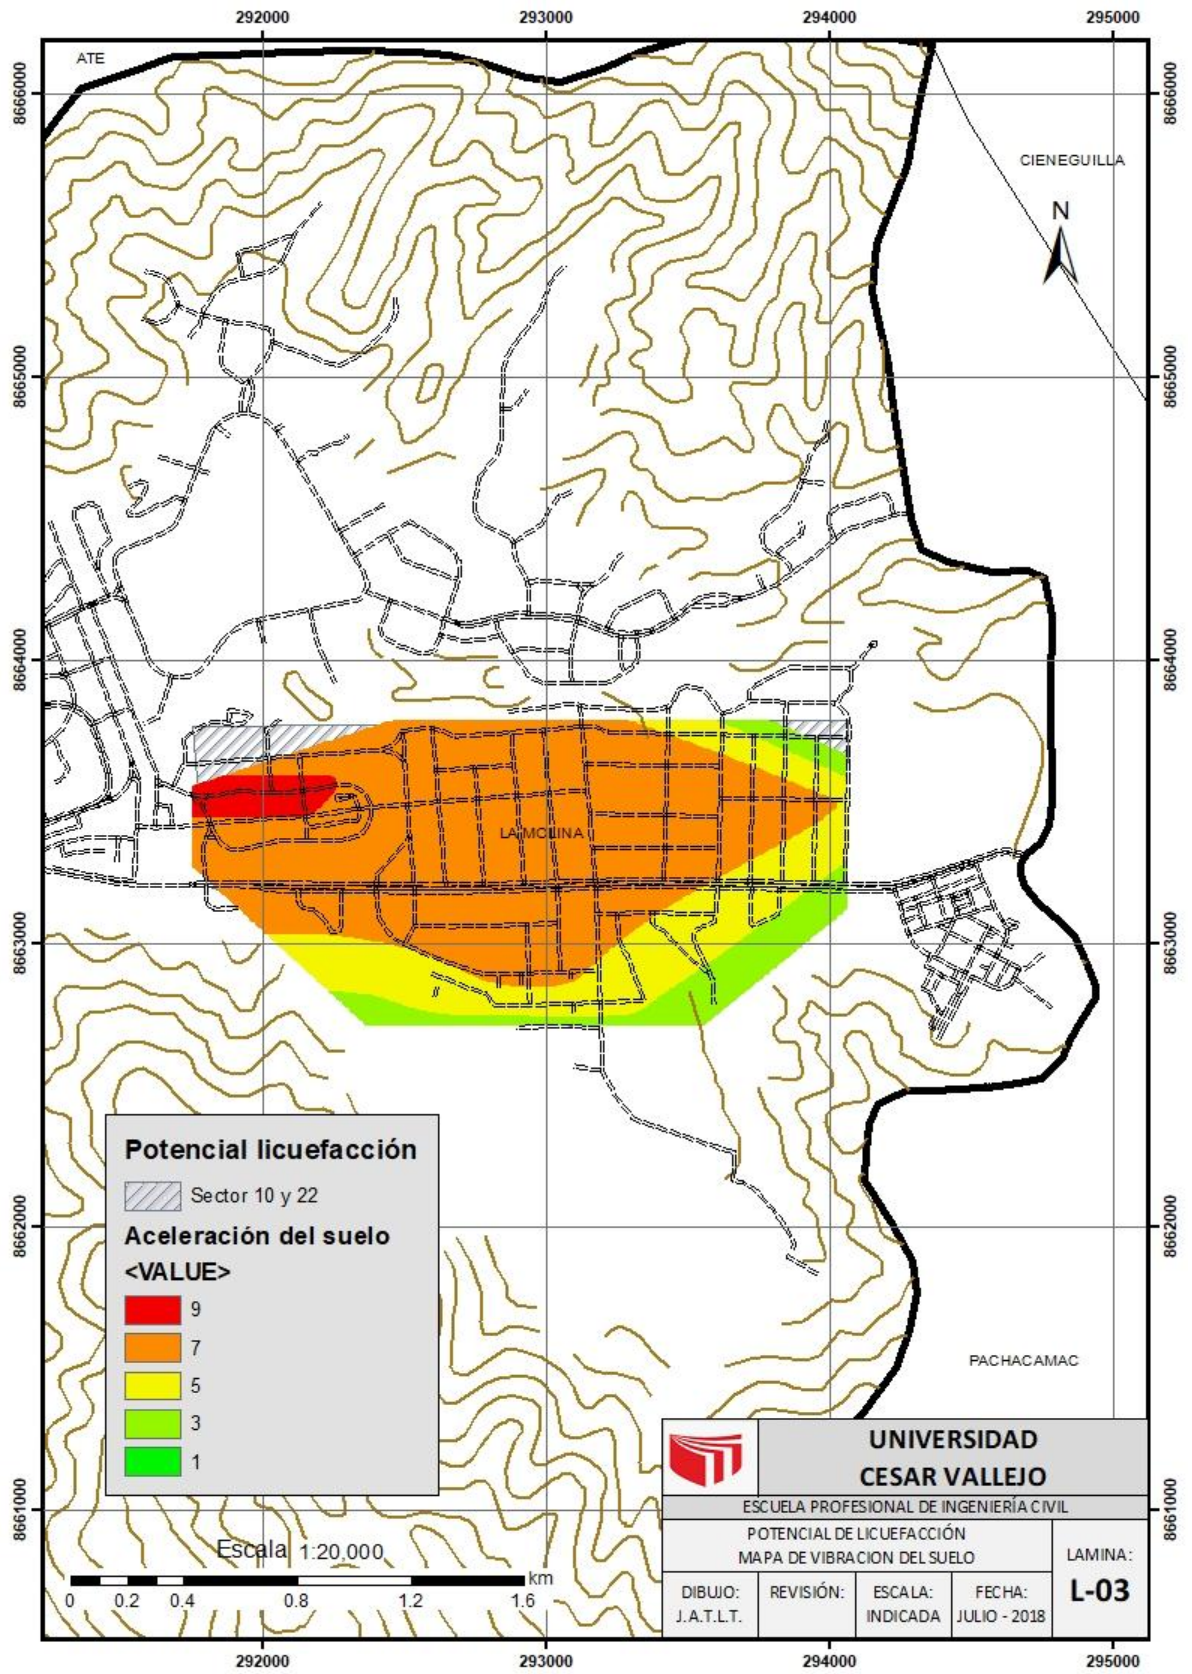 292000
293000
294000
295000
ATE
8666000
8666000
CIENEGUILLA
N
8665000
8665000
8664000
8664000
LA MOLINA
8663000
8663000
Potencial licuefacción
Sector 10 y 22
Aceleración del suelo
<VALUE>
9
7
5
3
1
8662000
8662000
PACHACAMAC
8661000
8661000
Escala 1:20,000
km
0 0.2 0.4 0.8 1.2 1.6
UNIVERSIDAD
CESAR VALLEJO
ESCUELA PROFESIONAL DE INGENIERÍA CIVIL
POTENCIAL DE LICUEFACCIÓN
MAPA DE VIBRACION DEL SUELO
LAMINA:
L-03
DIBUJO:
J.A.T.L.T.
REVISIÓN:
ESCALA:
INDICADA
FECHA:
JULIO - 2018
292000
293000
294000
295000